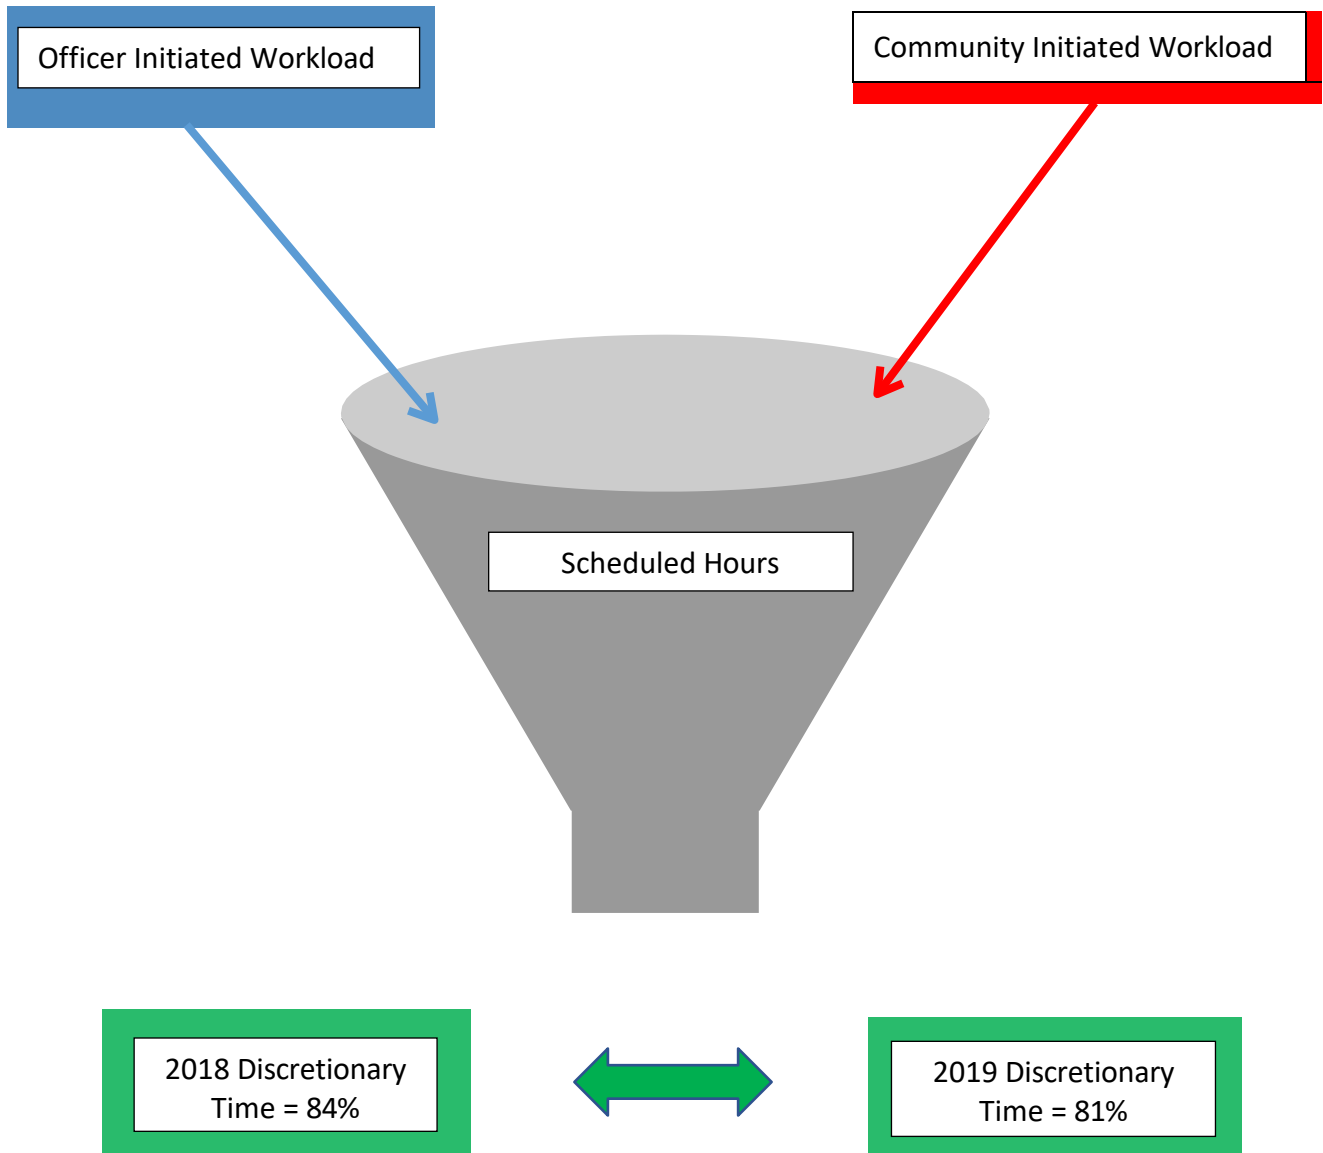 Officer Initiated Workload
Community Initiated Workload
Scheduled Hours
2018 Discretionary
Time = 84%
2019 Discretionary
Time = 81%